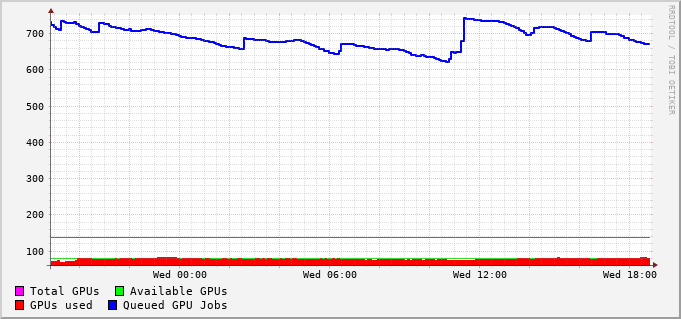 700
600
500
400
300
200
100
Wed 00:00 Wed 06:00 Wed 12:00 Wed 18:00
Total GPUs Available GPUs
GPUs used Queued GPU Jobs
RRDTOOL / TOBI OETIKER